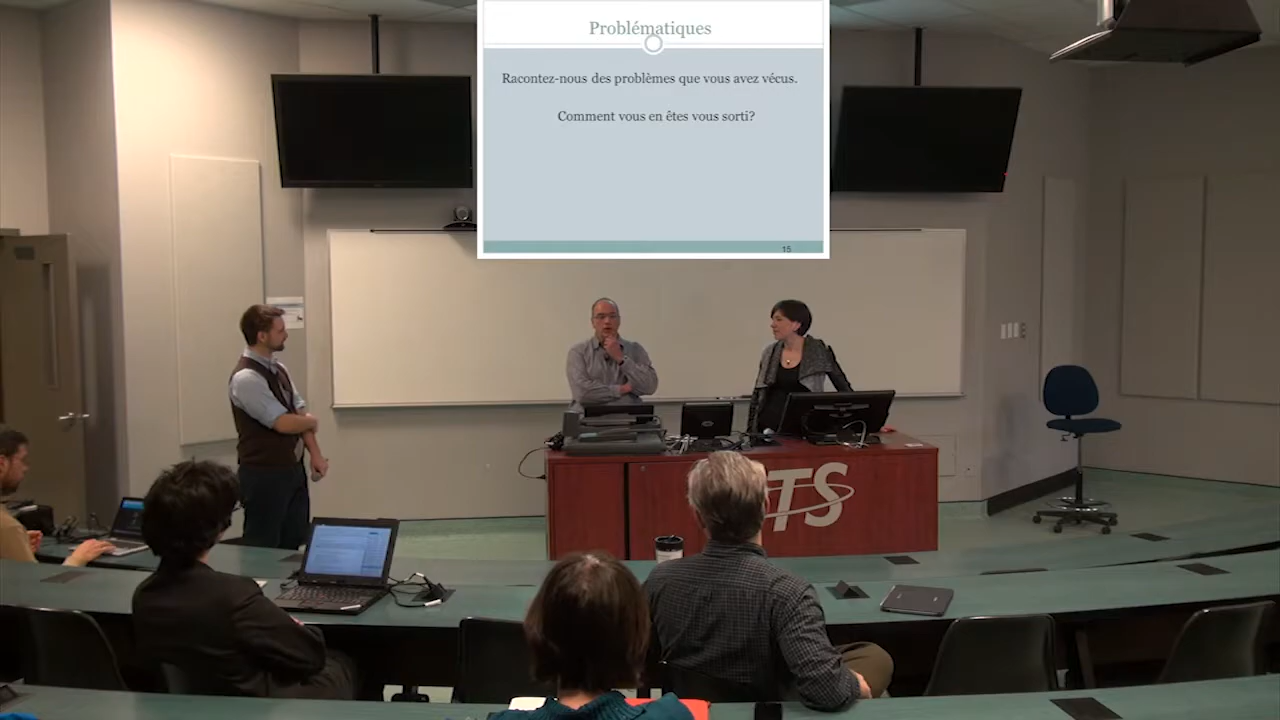 Problématiques
Racontez-nous des problèmes que vous avez vécus.
Comment vous en êtes vous sorti?
15
TS